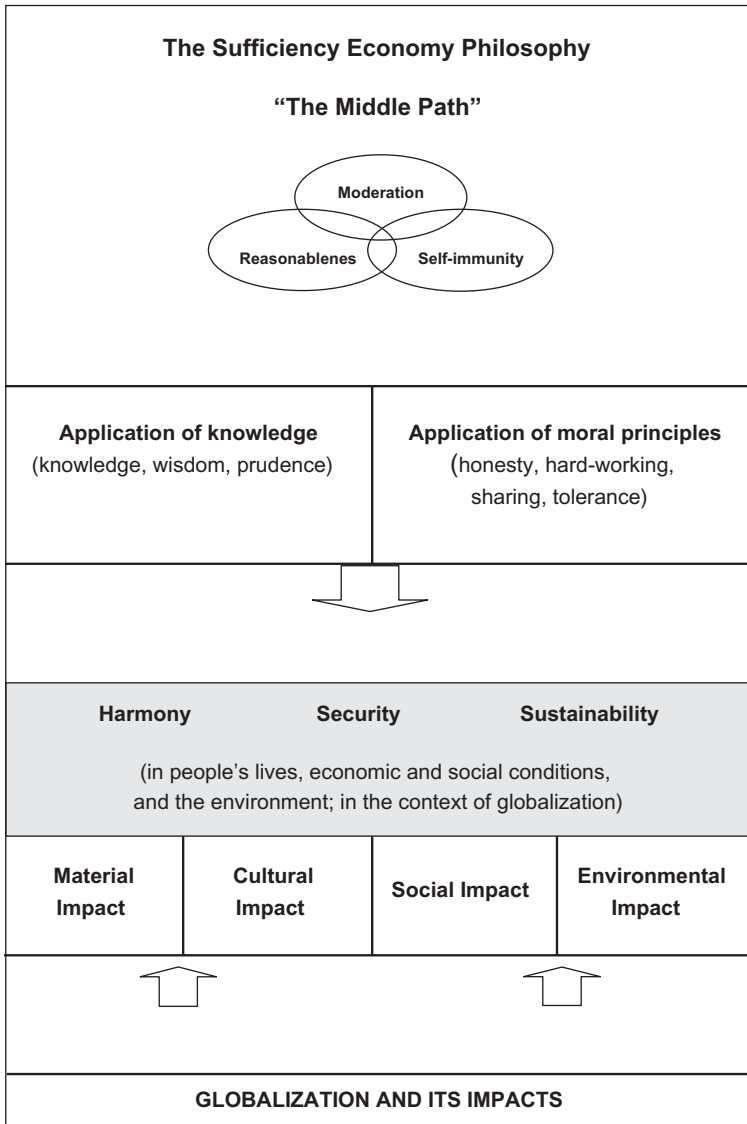 The Sufficiency Economy Philosophy
“The Middle Path”
Moderation
Reasonablenes
Self-immunity
Application of knowledge
(knowledge, wisdom, prudence)
Application of moral principles
(honesty, hard-working,
sharing, tolerance)
Harmony Security Sustainability
(in people’s lives, economic and social conditions,
and the environment; in the context of globalization)
Material
Impact
Cultural
Impact
Social Impact
Environmental
Impact
GLOBALIZATION AND ITS IMPACTS